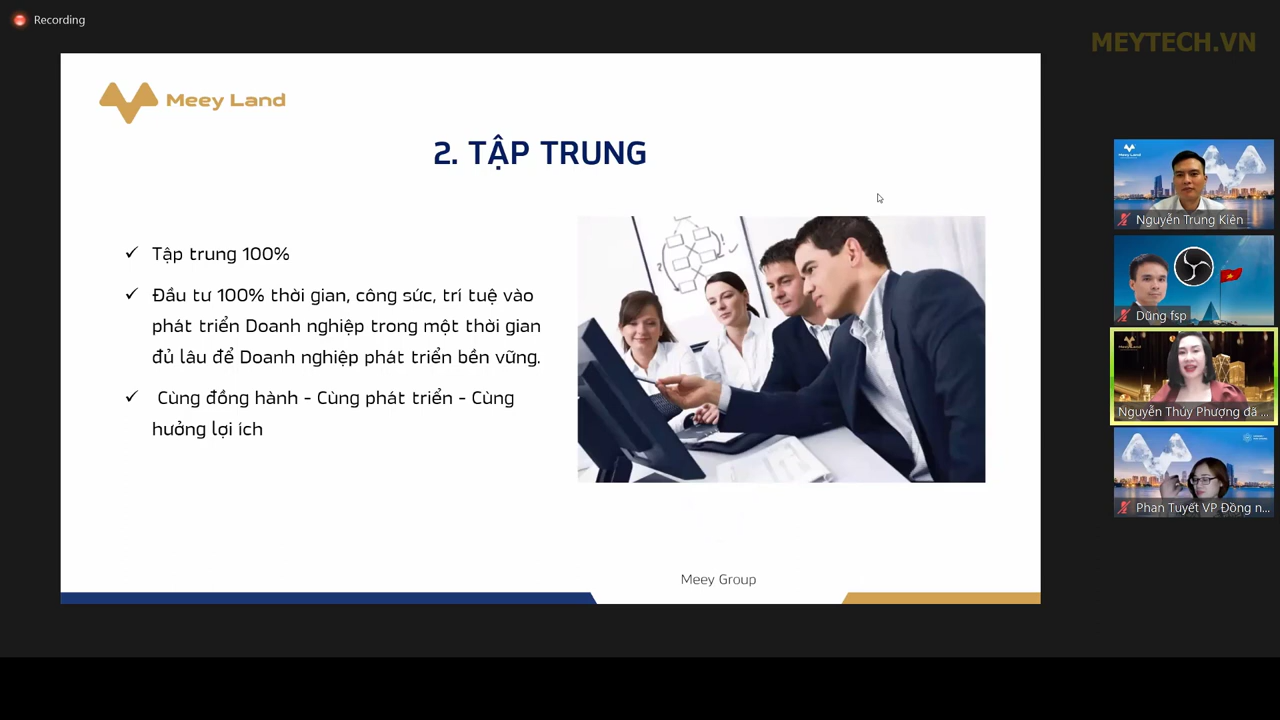 Recording
MEYTECH.VN
Meey Land
2. TẬP TRUNG
✓ Tập trung 100%
✓ Đầu tư 100% thời gian, công sức, trí tuệ vào
phát triển Doanh nghiệp trong một thời gian
đủ lâu để Doanh nghiệp phát triển bền vững.
✓ Cùng đồng hành - Cùng phát triển - Cùng
hưởng lợi ích
Meey Group
Meey Land
Nguyễn Trung Kiên
Dũng fsp
Nguyễn Thúy Phượng đã ...
Phan Tuyết VP Đồng n...